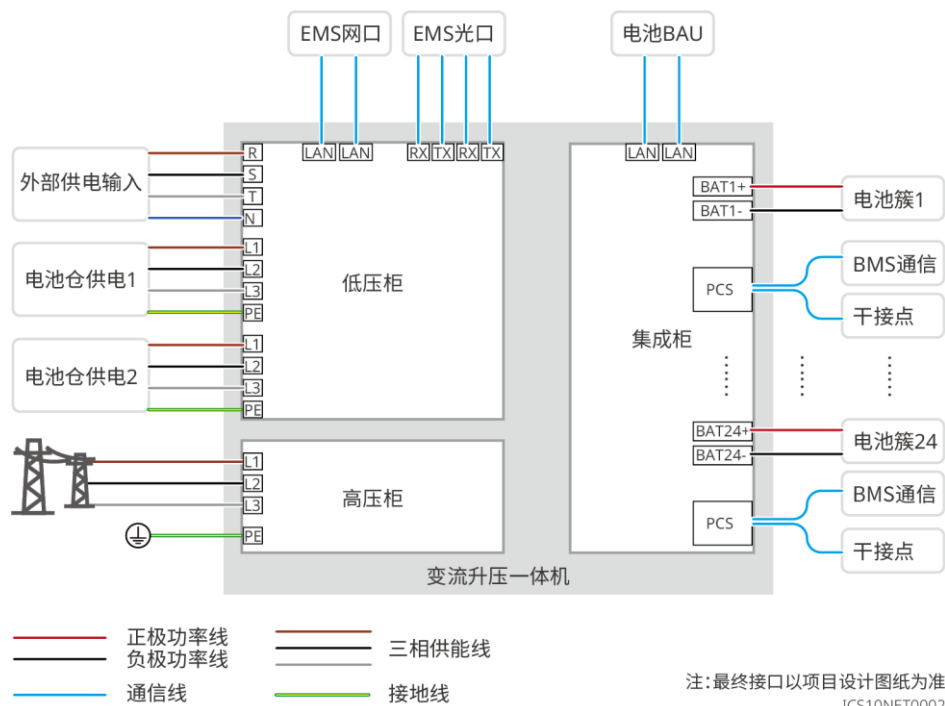 EMS网口 EMS光口 电池BAU
外部供电输入
R
S
T
N
LAN LAN RX TX RX TX
电池仓供电1
L1
L2
L3
PE
低压柜
电池仓供电2
L1
L2
L3
PE
L1
L2
L3
PE
高压柜
LAN LAN
BAT1+
BAT1-
电池簇1
PCS
BMS通信
干接点
集成柜
BAT24+
BAT24-
电池簇24
PCS
BMS通信
干接点
变流升压一体机
正极功率线
负极功率线
三相供能线
通信线
接地线
注:最终接口以项目设计图纸为准
ICS10NET0002